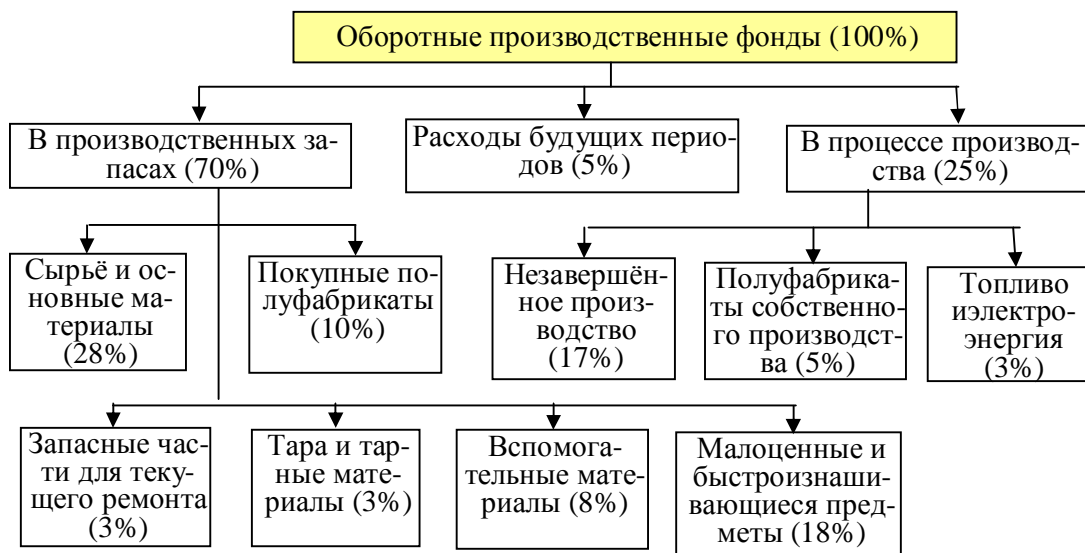 Оборотные производственные фонды (100%)
В производственных за-
пасах (70%)
Расходы будущих перио-
дов (5%)
В процессе производ-
ства (25%)
Сырьё и ос-
новные ма-
териалы
(28%)
Покупные по-
луфабрикаты
(10%)
Незавершён-
ное произ-
водство
(17%)
Полуфабрика-
ты собственно-
го производст-
ва (5%)
Топливо
иэлектро-
энергия
(3%)
Запасные час-
ти для теку-
щего ремонта
(3%)
Тара и тар-
ные мате-
риалы (3%)
Вспомога-
тельные мате-
риалы (8%)
Малоценные и
быстроизнаши-
вающиеся пред-
меты (18%)